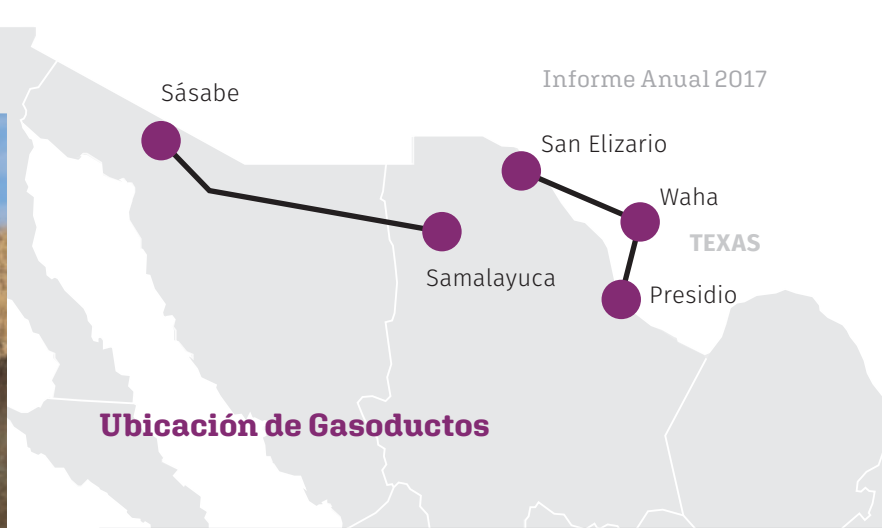 Informe Anual 2017
Sásabe
San Elizario
Waha
TEXAS
Samalayuca
Presidio
Ubicación de Gasoductos